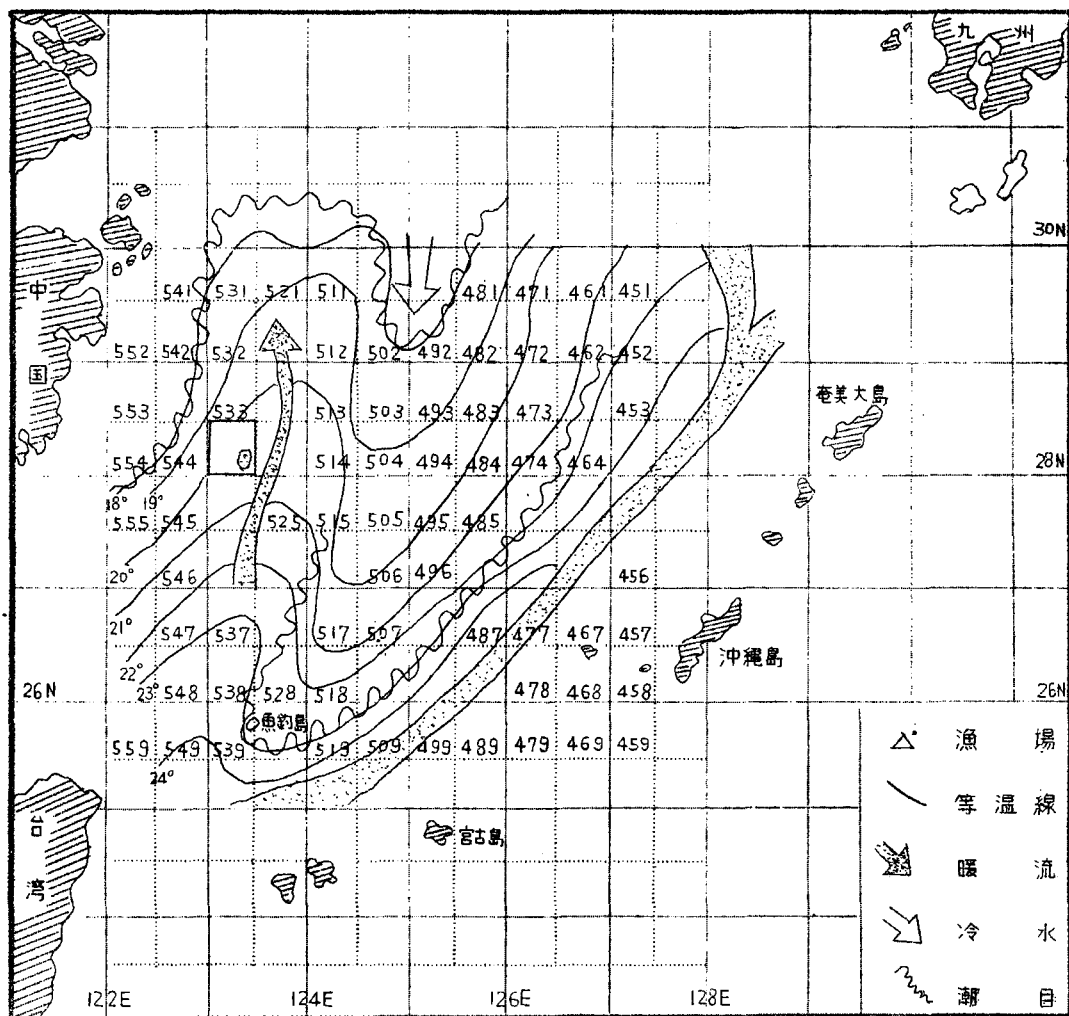 九 州
30N
541 531 521 511 481 471 461 451
中
552 542 532 512 502 492 482 472 462 452
国
奄美大島
553 533 513 503 493 483 473 453
554 544 514 504 494 484 474 464 28N
18° 19°
555 545 525 515 505 495 485
20° 546 506 496 456
21°
547 537 517 507 487 477 467 457
沖縄島
22°
26N 23° 548 538 528 518 478 468 458 26N
魚釣島
559 549 539 519 509 499 489 479 469 459
漁 場
24°
等 温 線
台
宮古島
暖 流
湾
冷 水
潮 目
122E 124E 126E 128E